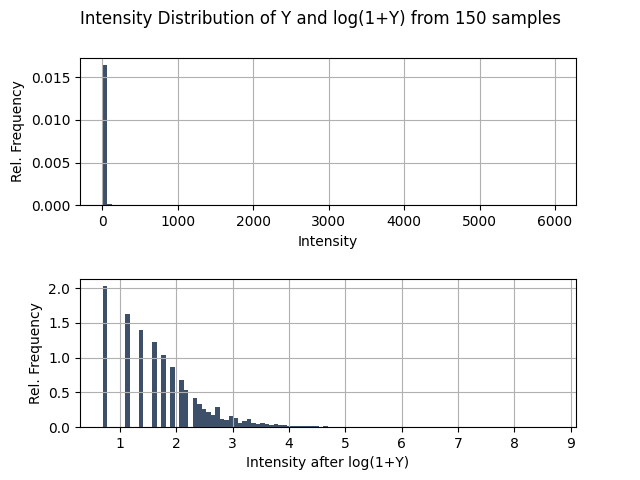 Intensity Distribution of Y and log(1+Y) from 150 samples
0.015
0.010
0.005
0.000
Rel. Frequency
0 1000 2000 3000 4000 5000 6000
Intensity
2.0
1.5
1.0
0.5
0.0
Rel. Frequency
1 2 3 4 5 6 7 8 9
Intensity after log(1+Y)